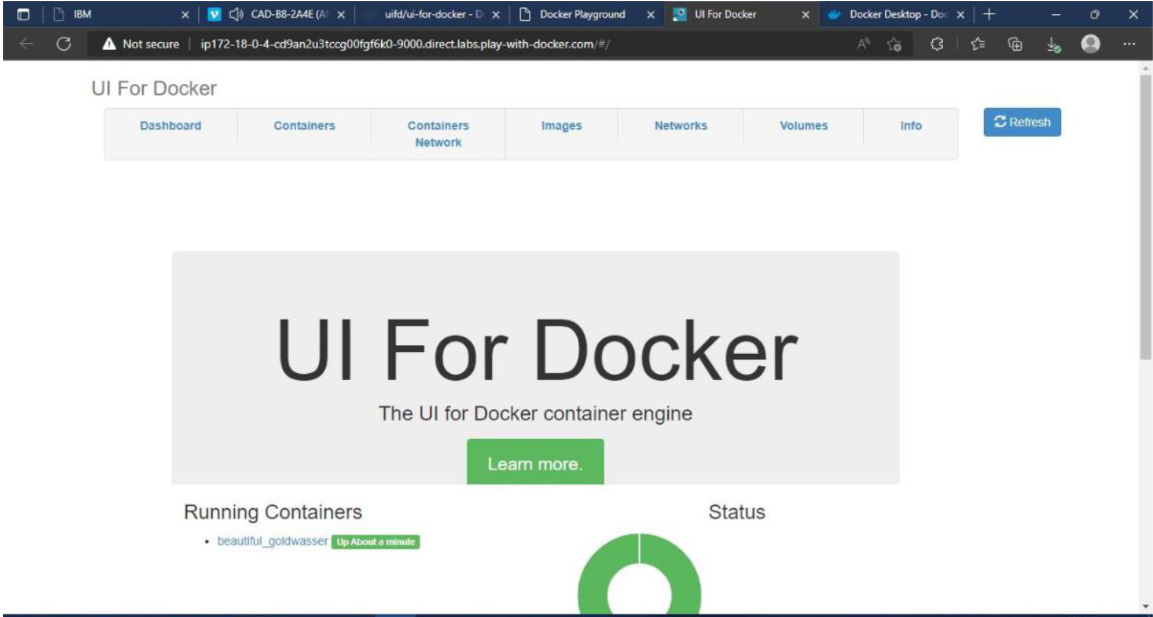 IBM
CAD-B8-2A4E (Af
uifd/ui-for-docker - D
Docker Playground
UI For Docker
Docker Desktop - Doc
Not secure | ip172-18-0-4-cd9an2u3tccg00fgf6k0-9000.direct.labs.play-with-docker.com/#/
UI For Docker
Dashboard
Containers
Containers
Network
Images
Networks
Volumes
Info
Refresh
UI For Docker
The UI for Docker container engine
Learn more.
Running Containers
• beautiful_goldwasser Up About a minute
Status